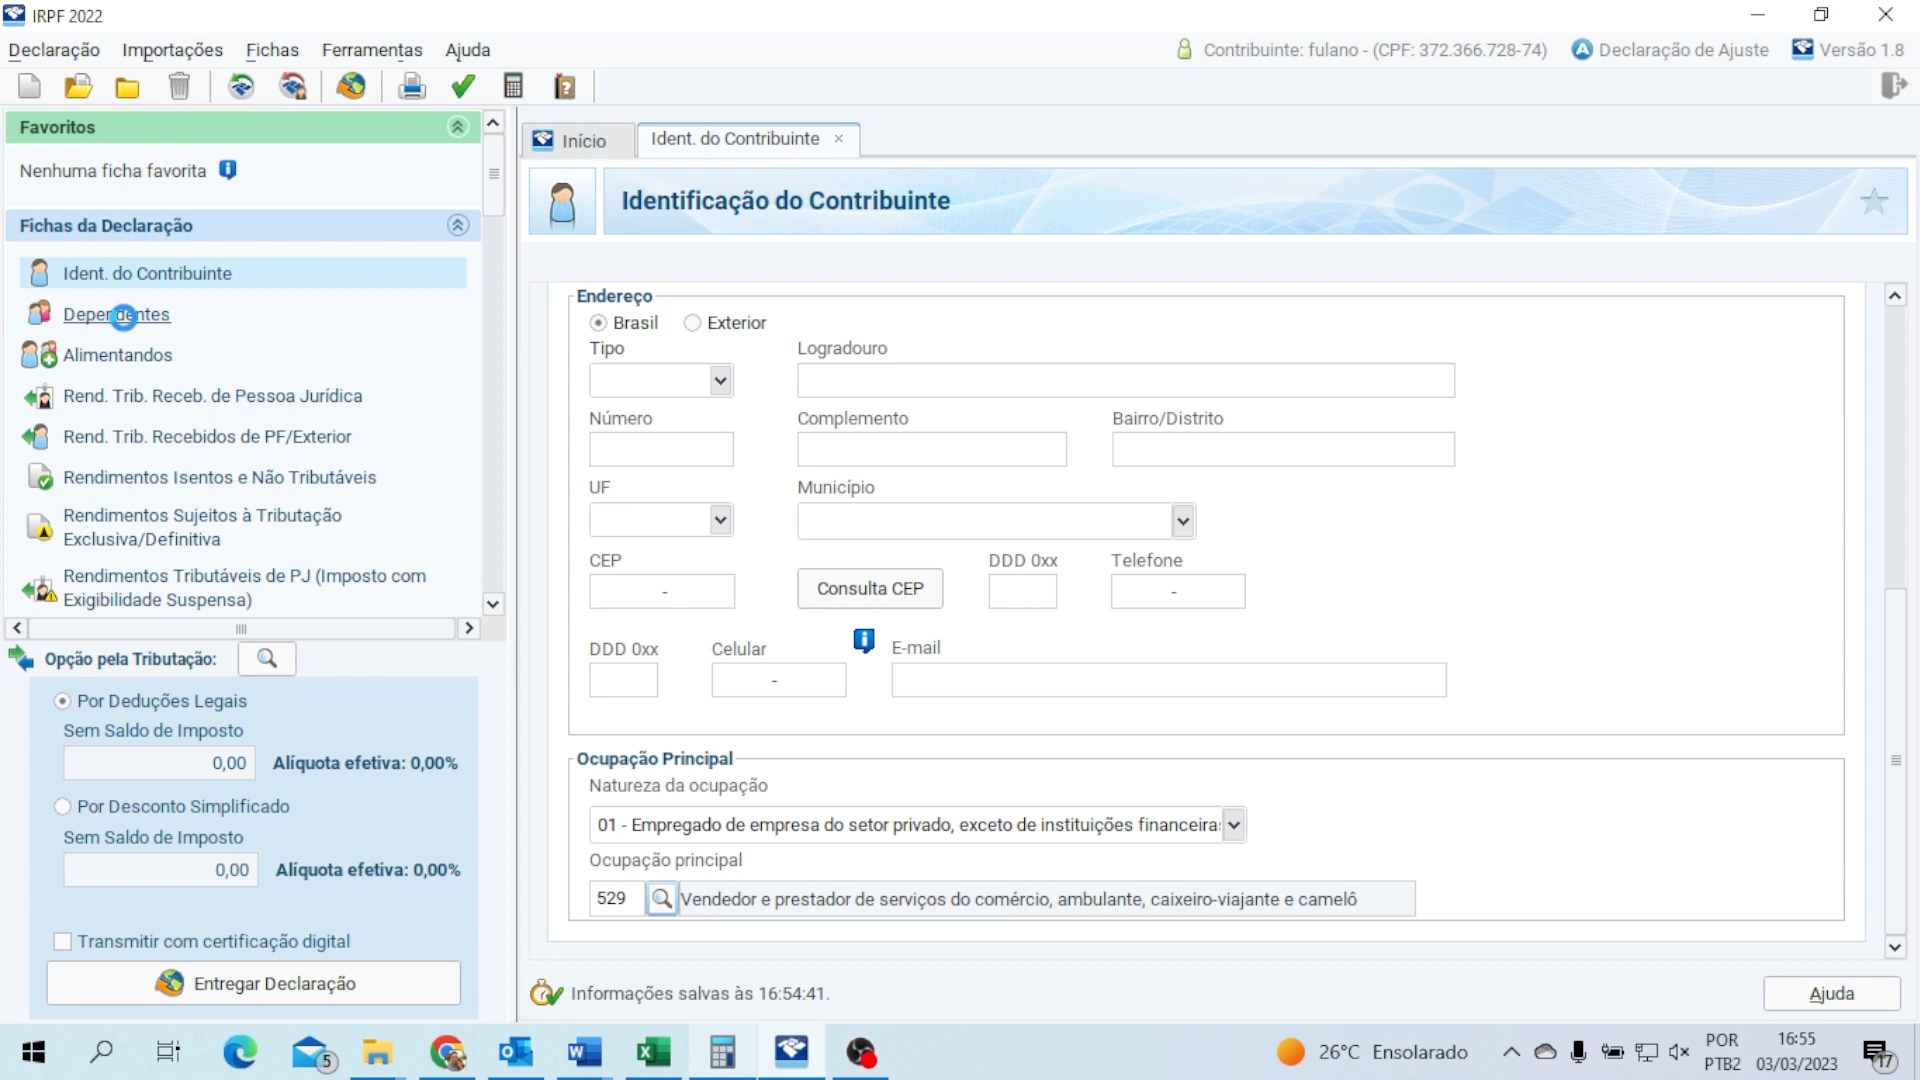 IRPF 2022
Declaração Importações Fichas Ferramentas Ajuda
Contribuinte: fulano - (CPF: 372.366.728-74) Declaração de Ajuste Versão 1.8
Favoritos
Nenhuma ficha favorita
Fichas da Declaração
Ident. do Contribuinte
Dependentes
Alimentandos
Rend. Trib. Receb. de Pessoa Jurídica
Rend. Trib. Recebidos de PF/Exterior
Rendimentos Isentos e Não Tributáveis
Rendimentos Sujeitos à Tributação
Exclusiva/Definitiva
Rendimentos Tributáveis de PJ (Imposto com
Exigibilidade Suspensa)
Opção pela Tributação:
Por Deduções Legais
Sem Saldo de Imposto
0,00 Alíquota efetiva: 0,00%
Por Desconto Simplificado
Sem Saldo de Imposto
0,00 Alíquota efetiva: 0,00%
Transmitir com certificação digital
Entregar Declaração
Início Ident. do Contribuinte ×
Identificação do Contribuinte
Endereço
Brasil Exterior
Tipo Logradouro
Número Complemento Bairro/Distrito
UF Município
CEP DDD 0xx Telefone
- Consulta CEP -
DDD 0xx Celular E-mail
-
Ocupação Principal
Natureza da ocupação
01 - Empregado de empresa do setor privado, exceto de instituições financeira
Ocupação principal
529 Vendedor e prestador de serviços do comércio, ambulante, caixeiro-viajante e camelô
Informações salvas às 16:54:41.
Ajuda
5
26°C Ensolarado
POR
PTB2
16:55
03/03/2023
17